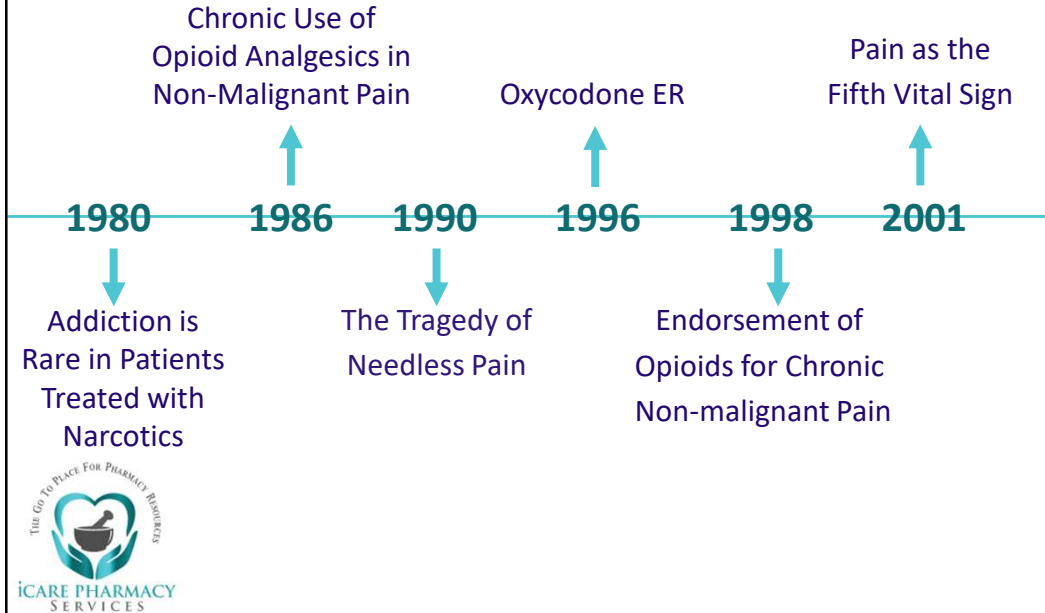 Chronic Use of
Opioid Analgesics in
Non-Malignant Pain
Oxycodone ER
Pain as the
Fifth Vital Sign
1980
1986
1990
1996
1998
2001
Addiction is
Rare in Patients
Treated with
Narcotics
The Tragedy of
Needless Pain
Endorsement of
Opioids for Chronic
Non-malignant Pain
THE GO TO PLACE FOR PHARMACY RESOURCES
iCARE PHARMACY
SERVICES